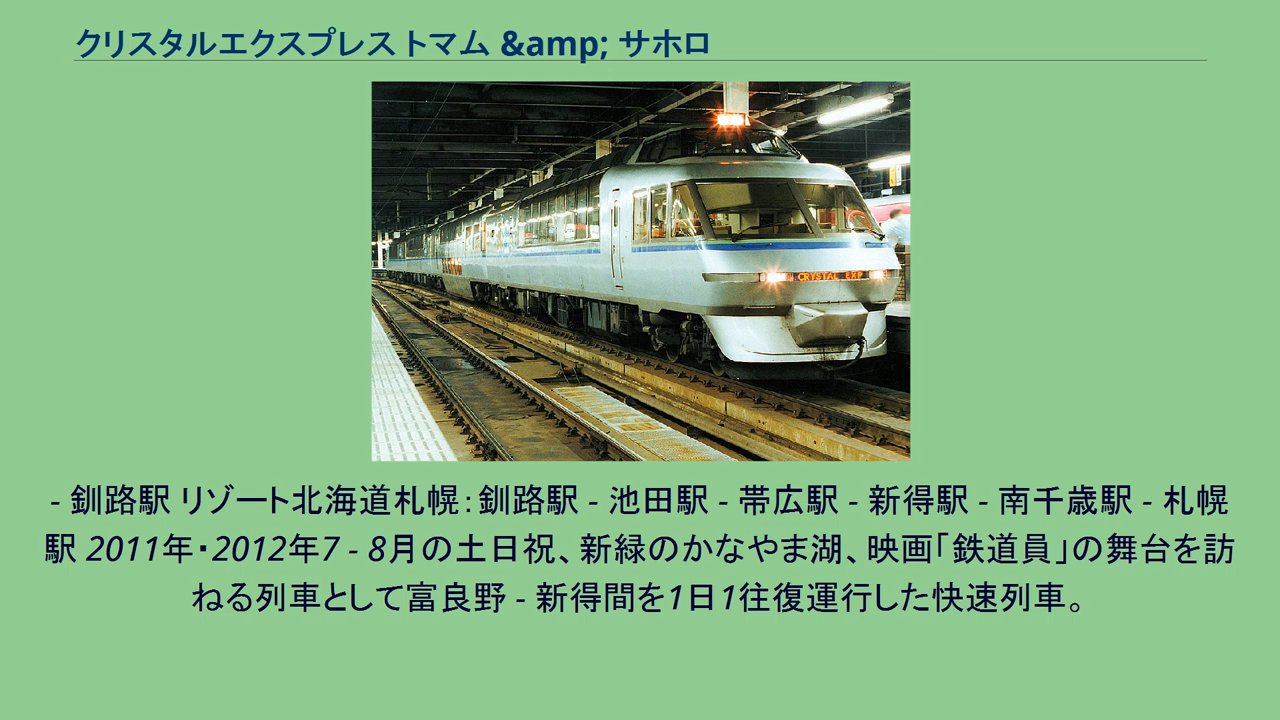 クリスタルエクスプレス トマム &amp; サホロ
CRYSTAL EXP
- 釧路駅 リゾート北海道札幌：釧路駅 - 池田駅 - 帯広駅 - 新得駅 - 南千歳駅 - 札幌
駅 2011年・2012年7 - 8月の土日祝、新緑のかなやま湖、映画「鉄道員」の舞台を訪
ねる列車として富良野 - 新得間を1日1往復運行した快速列車。